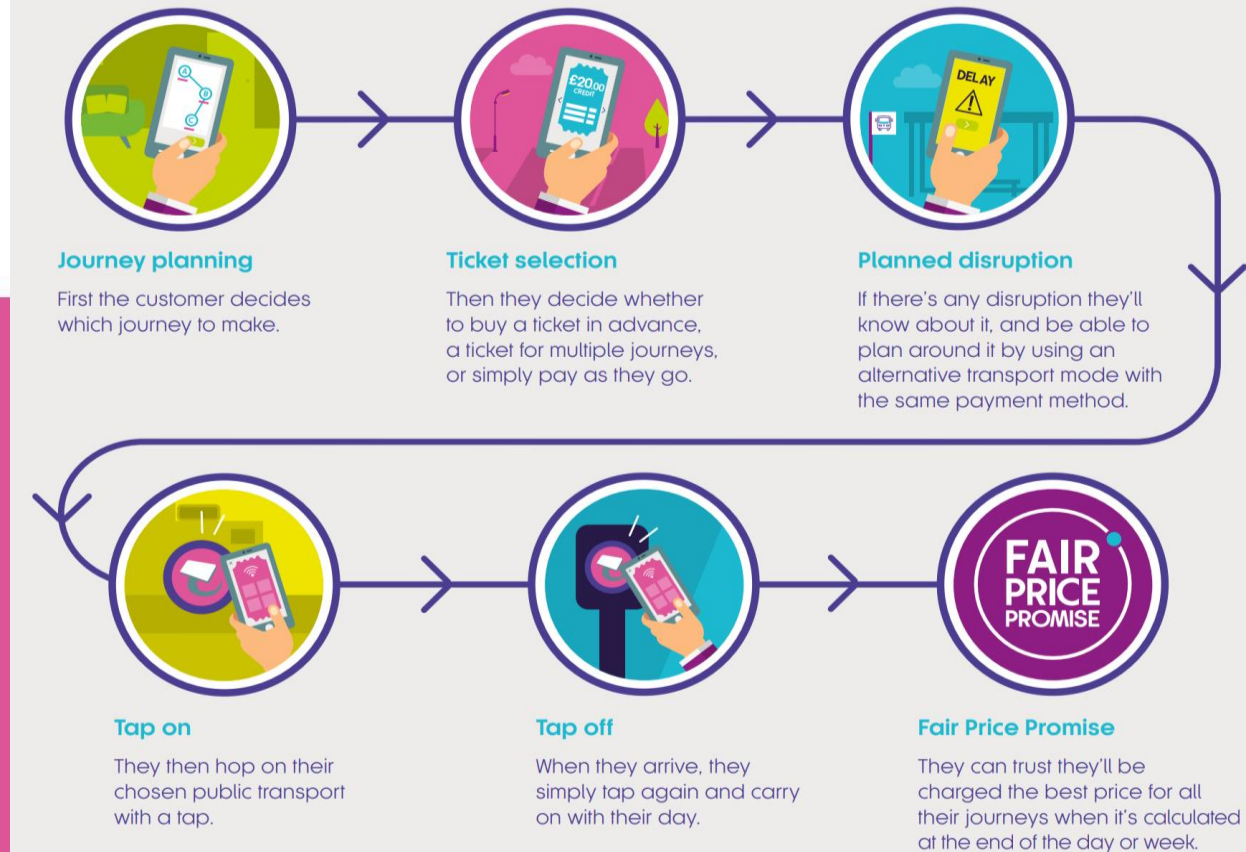 A
B
C
£20.00
CREDIT
DELAY
Journey planning
First the customer decides
which journey to make.
Ticket selection
Then they decide whether
to buy a ticket in advance,
a ticket for multiple journeys,
or simply pay as they go.
Planned disruption
If there's any disruption they'll
know about it, and be able to
plan around it by using an
alternative transport mode with
the same payment method.
FAIR
PRICE
PROMISE
Tap on
They then hop on their
chosen public transport
with a tap.
Tap off
When they arrive, they
simply tap again and carry
on with their day.
Fair Price Promise
They can trust they'll be
charged the best price for all
their journeys when it's calculated
at the end of the day or week.